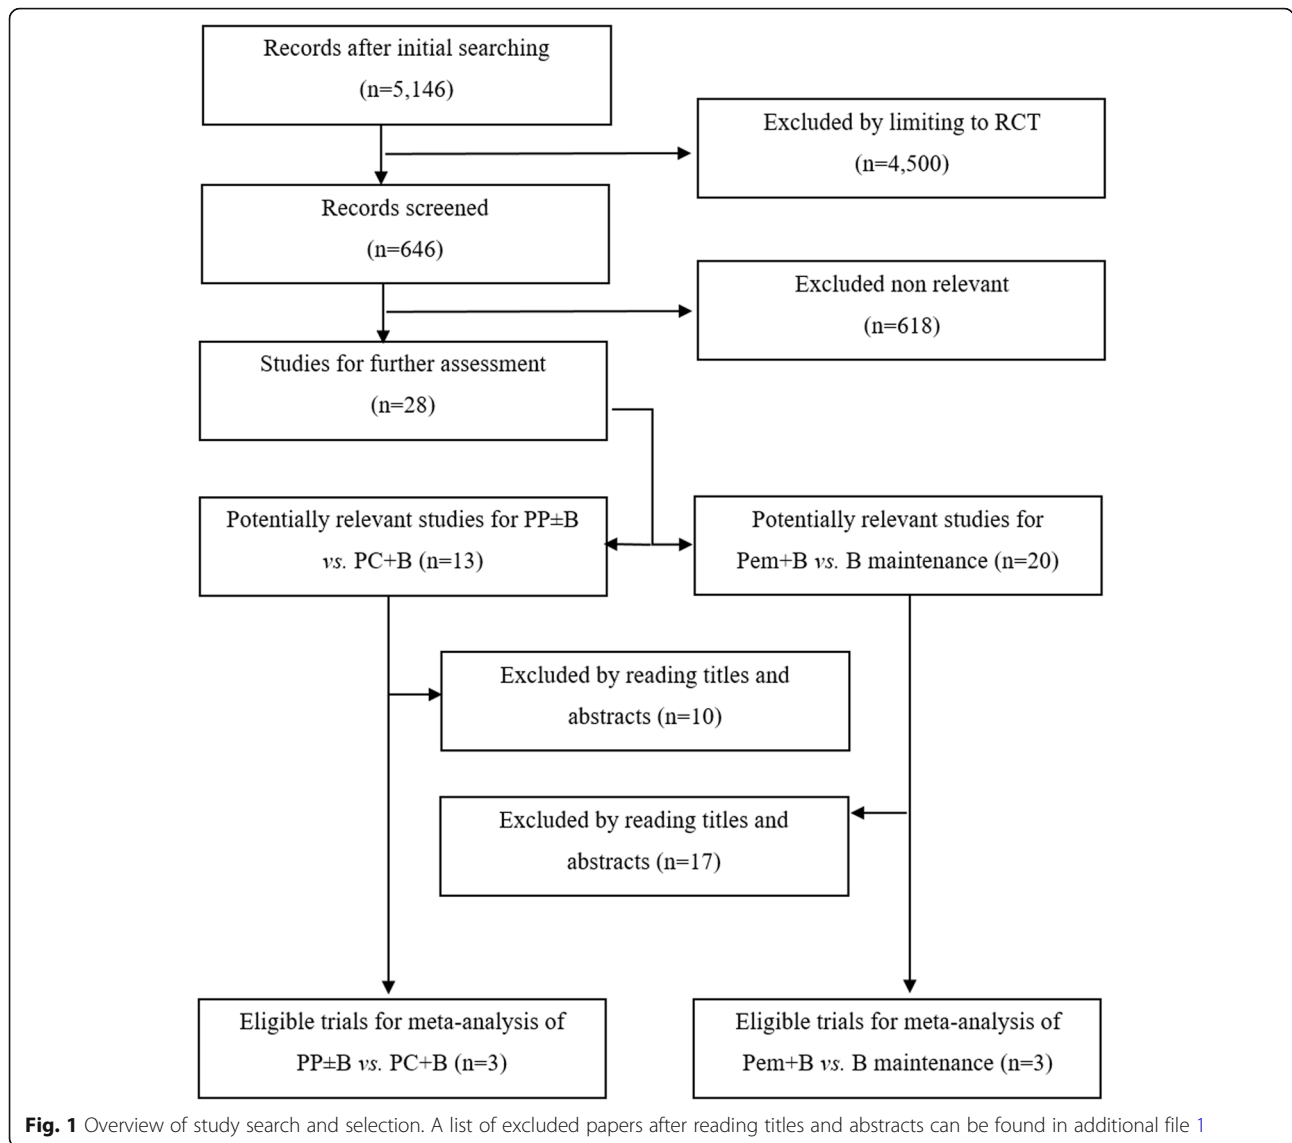 Records after initial searching
(n=5,146)
Excluded by limiting to RCT
(n=4,500)
Records screened
(n=646)
Excluded non relevant
(n=618)
Studies for further assessment
(n=28)
Potentially relevant studies for PP±B
vs. PC+B (n=13)
Potentially relevant studies for
Pem+B vs. B maintenance (n=20)
Excluded by reading titles and
abstracts (n=10)
Excluded by reading titles and
abstracts (n=17)
Eligible trials for meta-analysis of
PP±B vs. PC+B (n=3)
Eligible trials for meta-analysis of
Pem+B vs. B maintenance (n=3)
Fig. 1 Overview of study search and selection. A list of excluded papers after reading titles and abstracts can be found in additional file 1